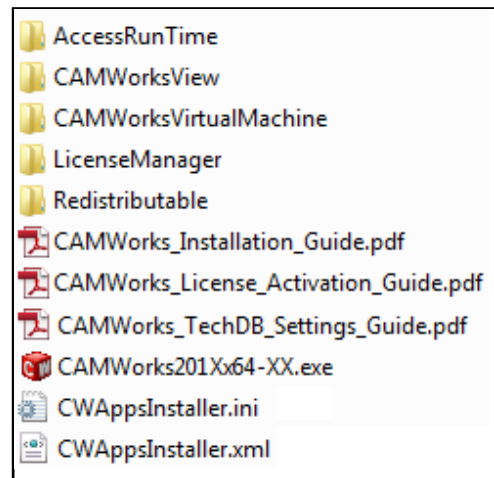 AccessRunTime
CAMWorksView
CAMWorksVirtualMachine
LicenseManager
Redistributable
CAMWorks_Installation_Guide.pdf
CAMWorks_License_Activation_Guide.pdf
CAMWorks_TechDB_Settings_Guide.pdf
CAMWorks201Xx64-XX.exe
CWAppsInstaller.ini
CWAppsInstaller.xml